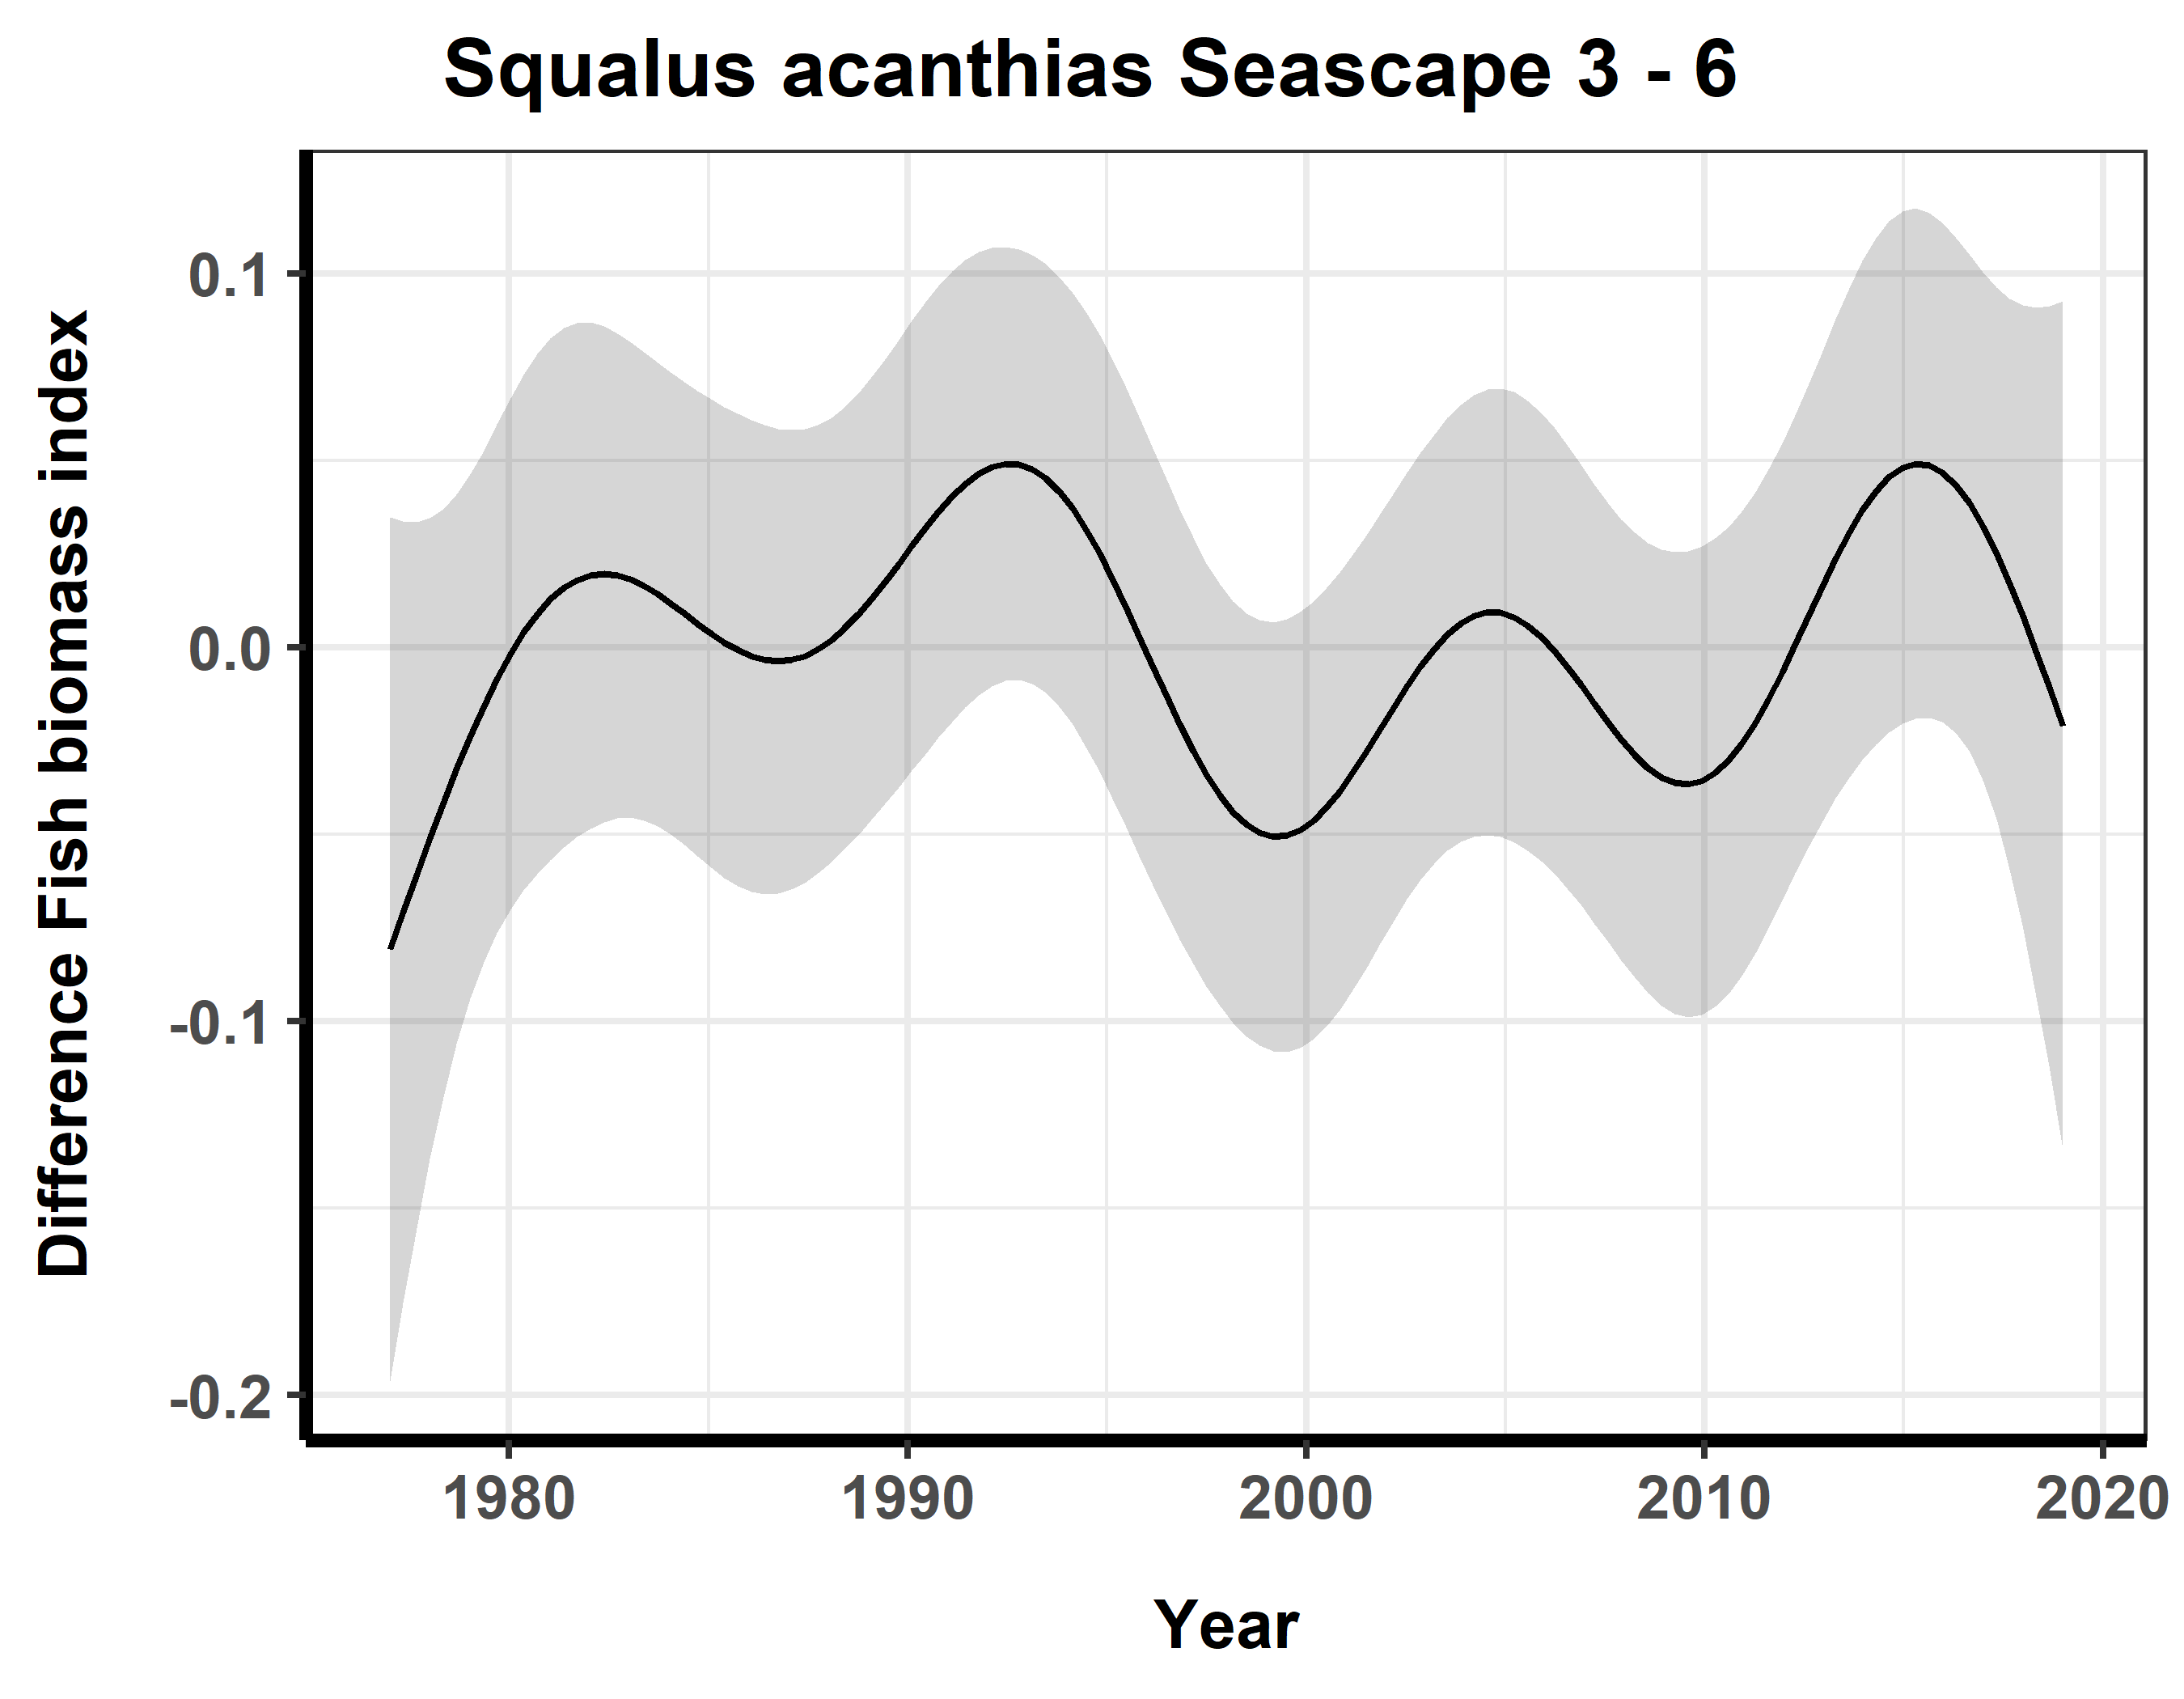 Squalus acanthias Seascape 3 - 6
Difference Fish biomass index
0.1
0.0
-0.1
-0.2
1980 1990 2000 2010 2020
Year